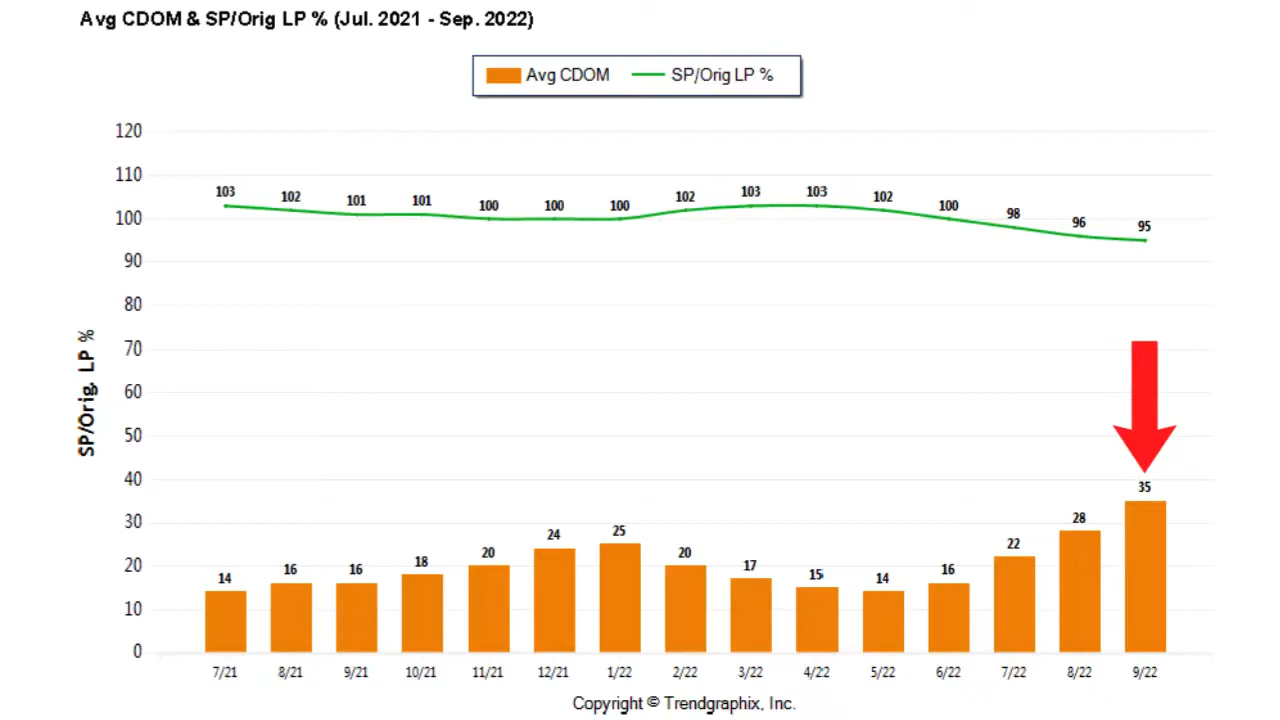 Avg CDOM & SP/Orig LP % (Jul. 2021 - Sep. 2022)
Avg CDOM SP/Orig LP %
120
110
100
90
80
70
60
50
40
30
20
10
0
SP/Orig. LP %
103 102 101 101 100 100 100 102 103 103 102 100 98 96 95
14 16 16 18 20 24 25 20 17 15 14 16 22 28 35
7/21 8/21 9/21 10/21 11/21 12/21 1/22 2/22 3/22 4/22 5/22 6/22 7/22 8/22 9/22
Copyright © Trendgraphix, Inc.